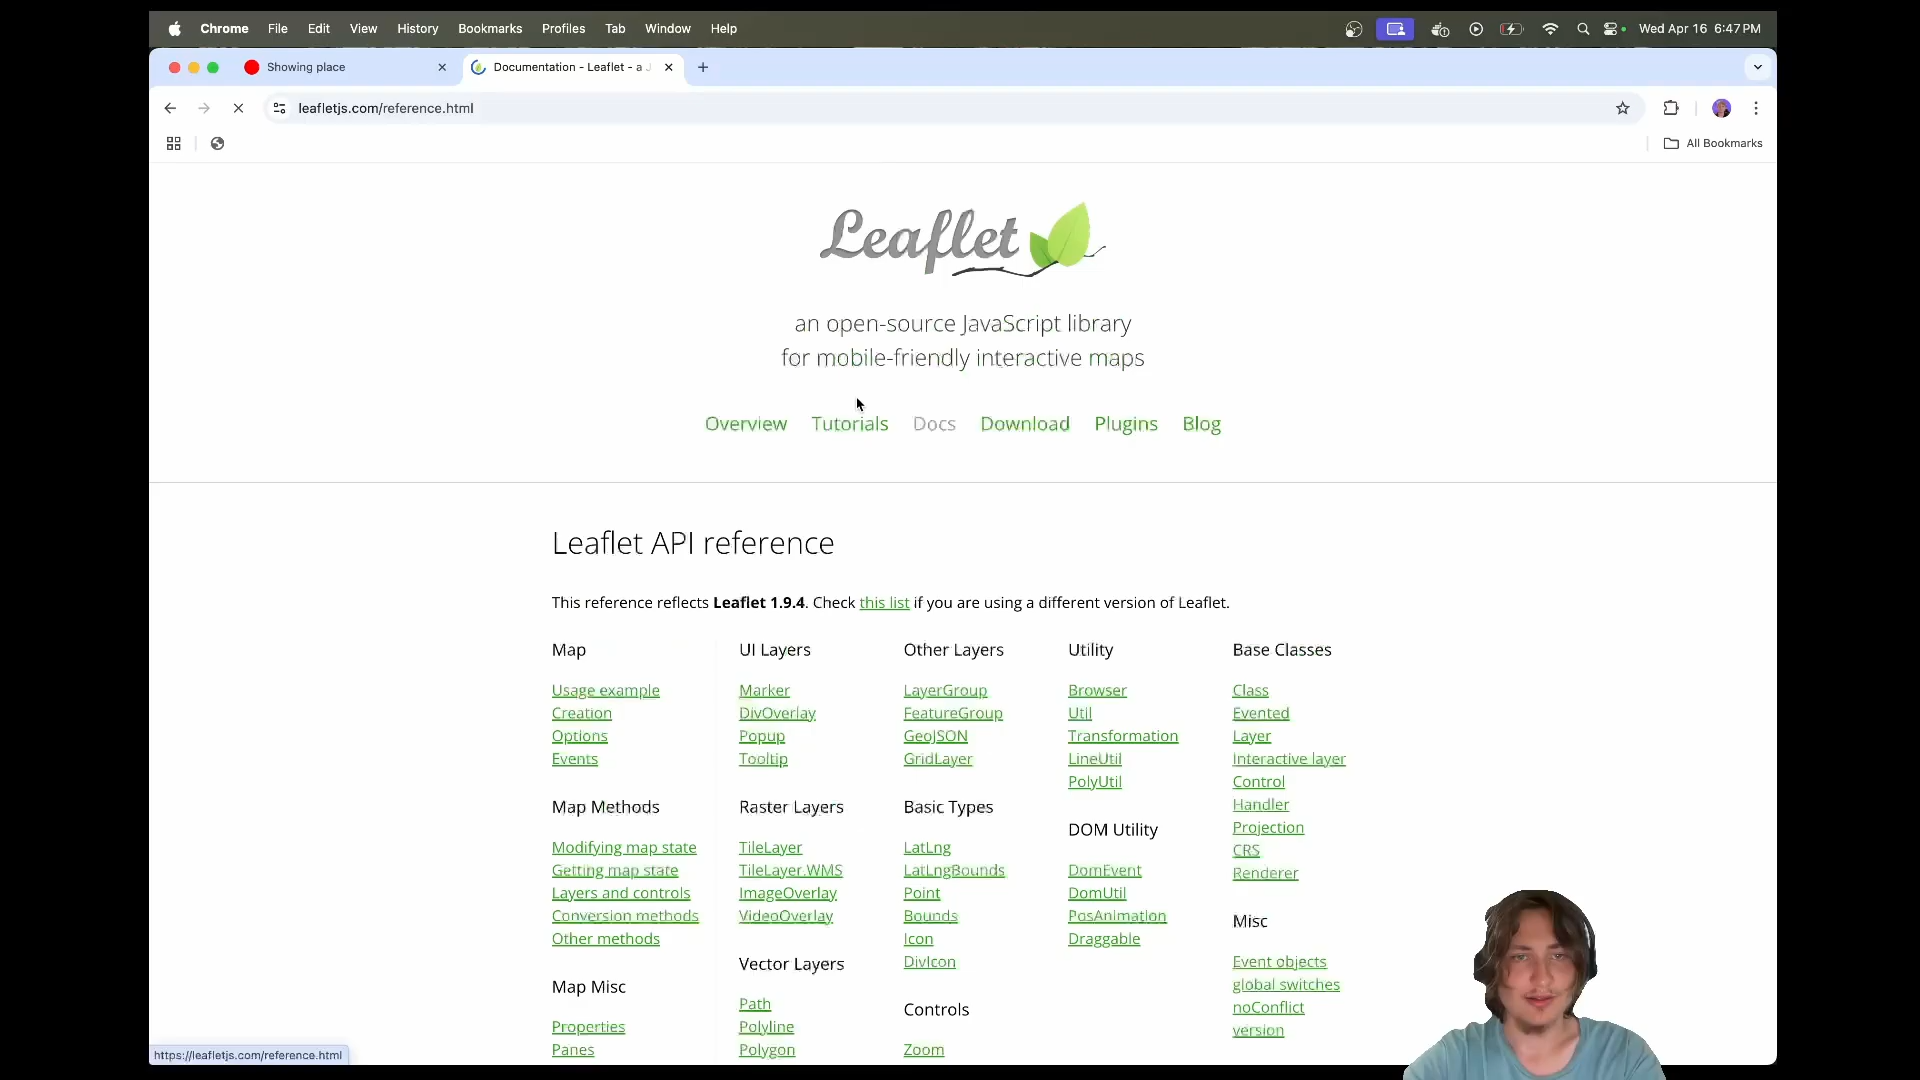 Chrome File Edit View History Bookmarks Profiles Tab Window Help Wed Apr 16 6:47 PM
Showing place Documentation - Leaflet - a J
leafletjs.com/reference.html
All Bookmarks
Leaflet
an open-source JavaScript library
for mobile-friendly interactive maps
Overview Tutorials Docs Download Plugins Blog
Leaflet API reference
This reference reflects Leaflet 1.9.4. Check this list if you are using a different version of Leaflet.
Map
Usage example
Creation
Options
Events
Map Methods
Modifying map state
Getting map state
Layers and controls
Conversion methods
Other methods
Map Misc
Properties
Panes
UI Layers
Marker
DivOverlay
Popup
Tooltip
Raster Layers
TileLayer
TileLayer.WMS
ImageOverlay
VideoOverlay
Vector Layers
Path
Polyline
Polygon
Other Layers
LayerGroup
FeatureGroup
GeoJSON
GridLayer
Basic Types
LatLng
LatLngBounds
Point
Bounds
Icon
DivIcon
Controls
Zoom
Utility
Browser
Util
Transformation
LineUtil
PolyUtil
DOM Utility
DomEvent
DomUtil
PosAnimation
Draggable
Base Classes
Class
Evented
Layer
Interactive layer
Control
Handler
Projection
CRS
Renderer
Misc
Event objects
global switches
noConflict
version
https://leafletjs.com/reference.html